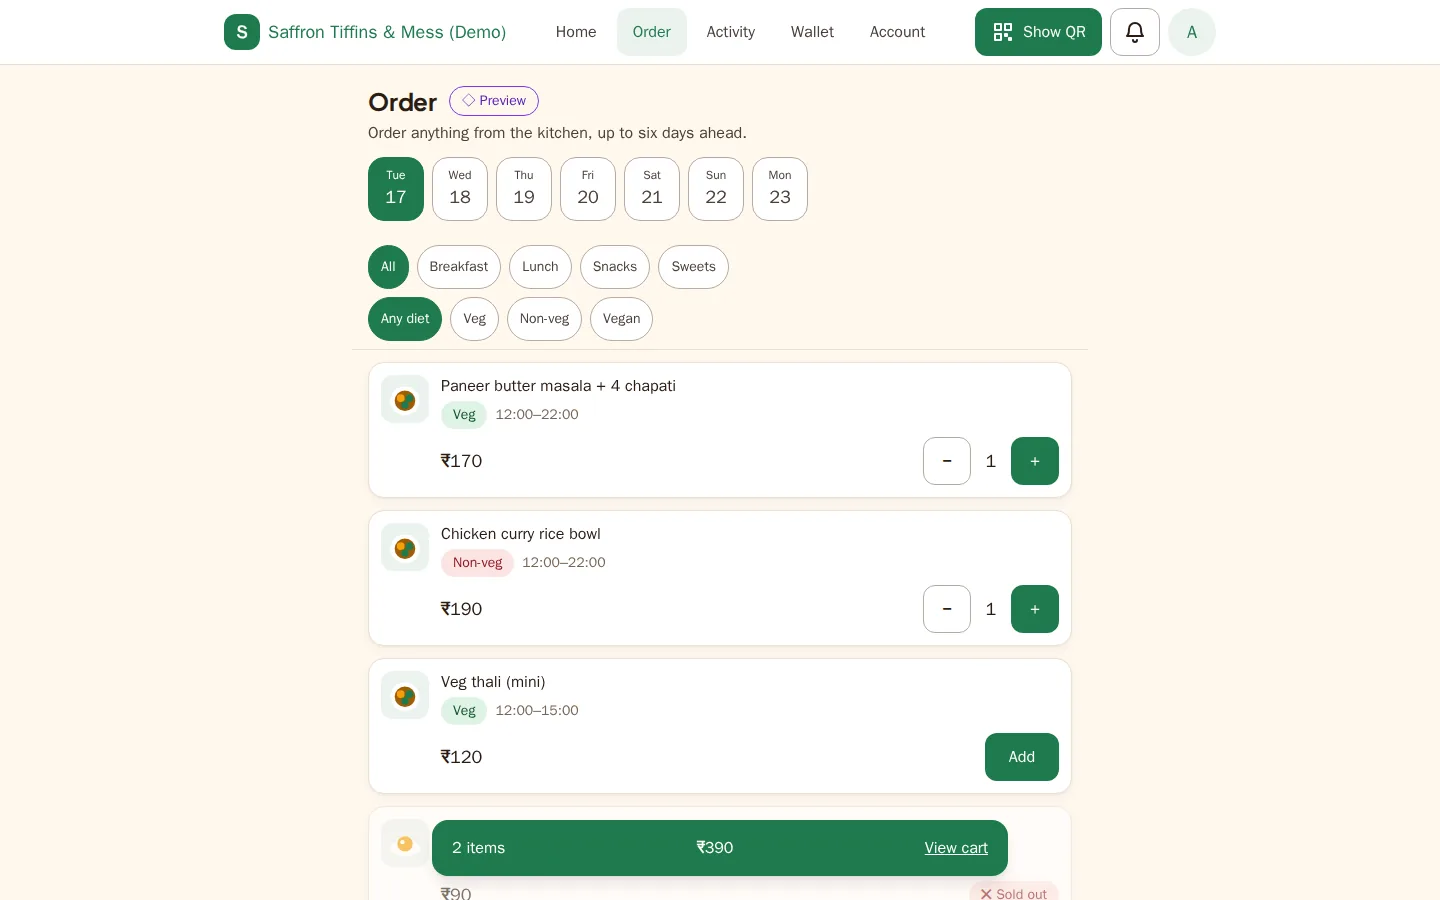 S Saffron Tiffins & Mess (Demo) Home Order Activity Wallet Account Show QR A
Order ◇ Preview
Order anything from the kitchen, up to six days ahead.
Tue Wed Thu Fri Sat Sun Mon
17 18 19 20 21 22 23
All Breakfast Lunch Snacks Sweets
Any diet Veg Non-veg Vegan
Paneer butter masala + 4 chapati
Veg 12:00–22:00
₹170 − 1 +
Chicken curry rice bowl
Non-veg 12:00–22:00
₹190 − 1 +
Veg thali (mini)
Veg 12:00–15:00
₹120 Add
2 items ₹390 View cart
₹90 ✕ Sold out